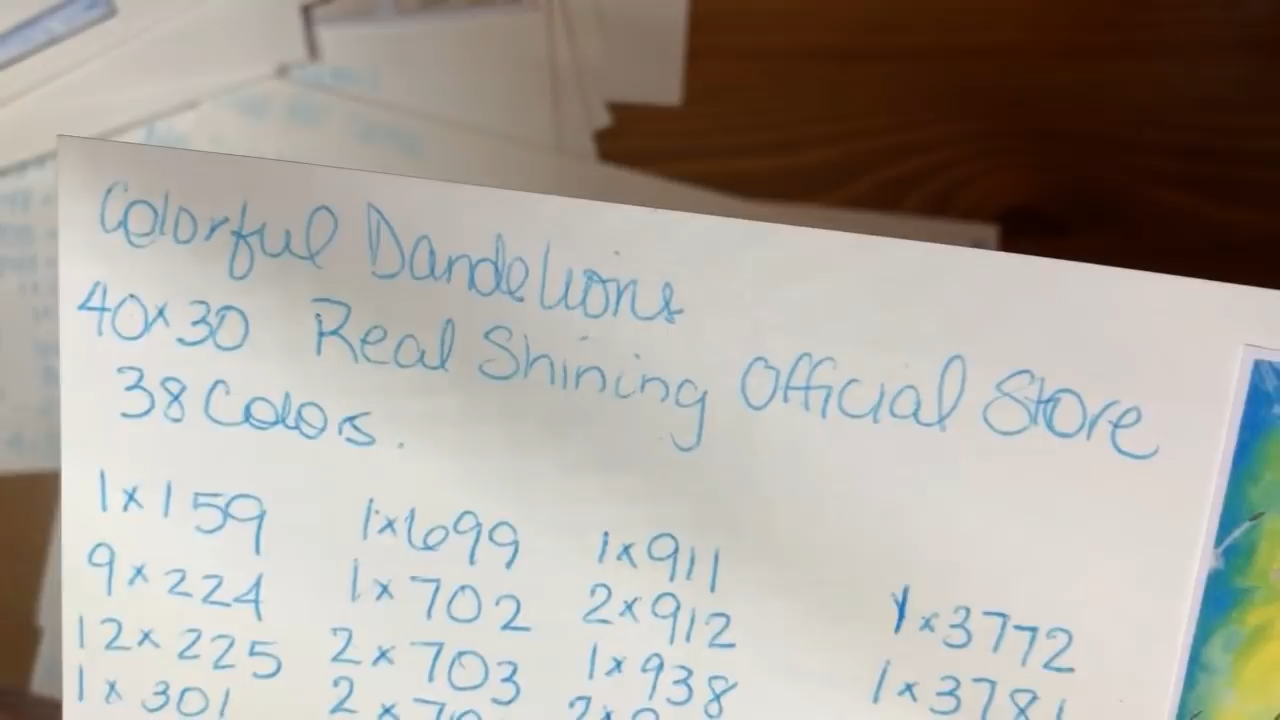 Colorful Dandelions
40x30 Real Shining Official Store
38 Colors.
1x159 1x699 1x911
9x224 1x702 2x912 1x3772
12x225 2x703 1x938 1x3781
1x301